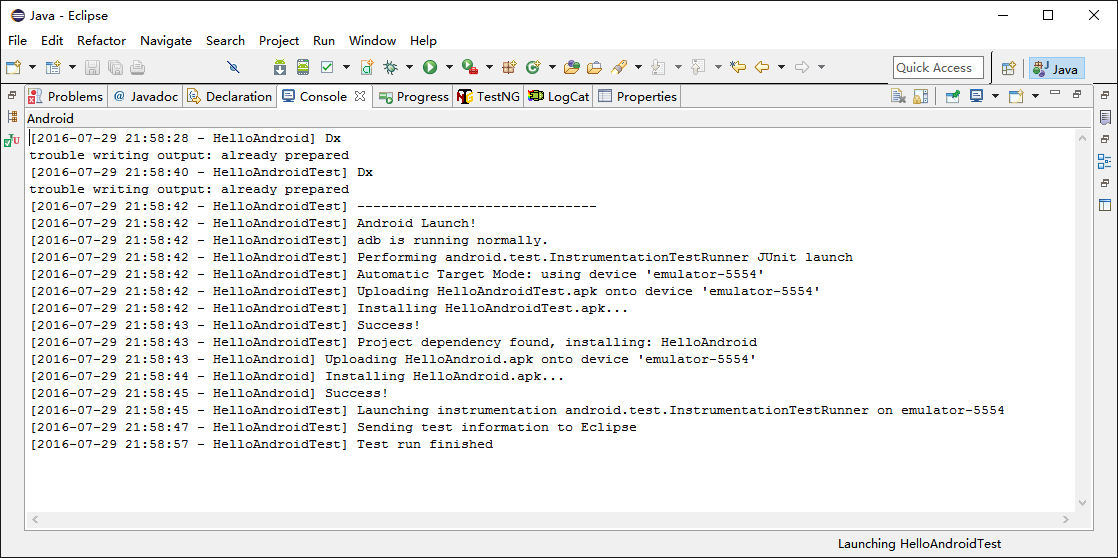 Java - Eclipse
File Edit Refactor Navigate Search Project Run Window Help
Quick Access Java
Problems @ Javadoc Declaration Console Progress TestNG LogCat Properties
Android
[2016-07-29 21:58:28 - HelloAndroid] Dx
trouble writing output: already prepared
[2016-07-29 21:58:40 - HelloAndroidTest] Dx
trouble writing output: already prepared
[2016-07-29 21:58:42 - HelloAndroidTest] ------------------------------
[2016-07-29 21:58:42 - HelloAndroidTest] Android Launch!
[2016-07-29 21:58:42 - HelloAndroidTest] adb is running normally.
[2016-07-29 21:58:42 - HelloAndroidTest] Performing android.test.InstrumentationTestRunner JUnit launch
[2016-07-29 21:58:42 - HelloAndroidTest] Automatic Target Mode: using device 'emulator-5554'
[2016-07-29 21:58:42 - HelloAndroidTest] Uploading HelloAndroidTest.apk onto device 'emulator-5554'
[2016-07-29 21:58:42 - HelloAndroidTest] Installing HelloAndroidTest.apk...
[2016-07-29 21:58:43 - HelloAndroidTest] Success!
[2016-07-29 21:58:43 - HelloAndroidTest] Project dependency found, installing: HelloAndroid
[2016-07-29 21:58:43 - HelloAndroid] Uploading HelloAndroid.apk onto device 'emulator-5554'
[2016-07-29 21:58:44 - HelloAndroid] Installing HelloAndroid.apk...
[2016-07-29 21:58:45 - HelloAndroid] Success!
[2016-07-29 21:58:45 - HelloAndroidTest] Launching instrumentation android.test.InstrumentationTestRunner on emulator-5554
[2016-07-29 21:58:47 - HelloAndroidTest] Sending test information to Eclipse
[2016-07-29 21:58:57 - HelloAndroidTest] Test run finished
Launching HelloAndroidTest